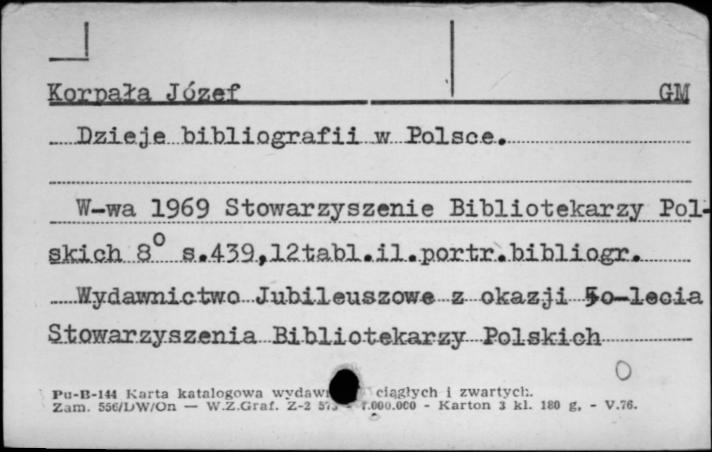 Korpała Józef GM
Dzieje bibliografii w Polsce.
W-wa 1969 Stowarzyszenie Bibliotekarzy Pol-
skich 8° s.439,12tabl.il.portr.bibliogr.
Wydawnictwo Jubileuszowe z okazji 50-lecia
Stowarzyszenia Bibliotekarzy Polskich
Pu-B-144 Karta katalogowa ciągłych i zwartych.
Zam. 556/DW/On — W.Z.Graf. Z-2 - 1.000.000 - Karton 3 kl. 180 g, - V.76.